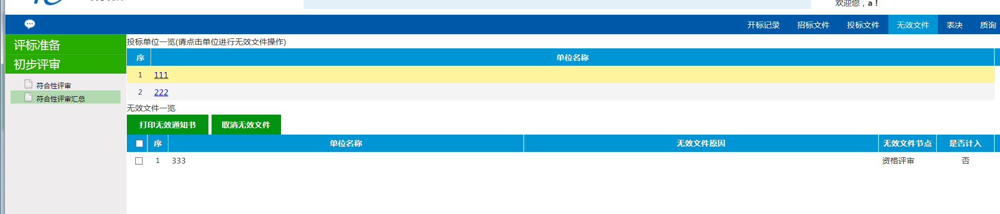 欢迎您，a！
开标记录 招标文件 投标文件 无效文件 表决 质询
评标准备
初步评审
符合性评审
符合性评审汇总
投标单位一览(请点击单位进行无效文件操作)
序 单位名称
1 111
2 222
无效文件一览
打印无效通知书 取消无效文件
序 单位名称 无效文件原因 无效文件节点 是否计入
1 333 资格评审 否